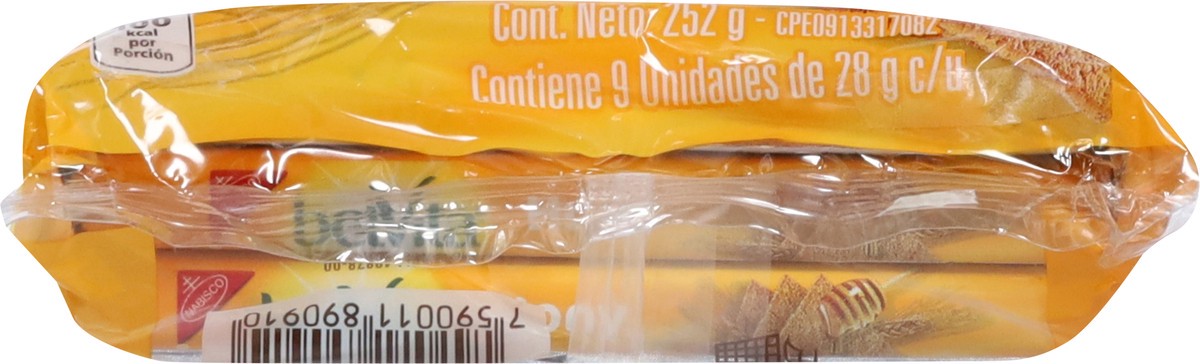 kcal
por
Porción
Cont. Neto: 252 g - CPE0913317082
Contiene 9 Unidades de 28 g c/u
belVita
NABISCO
7 590011 890910